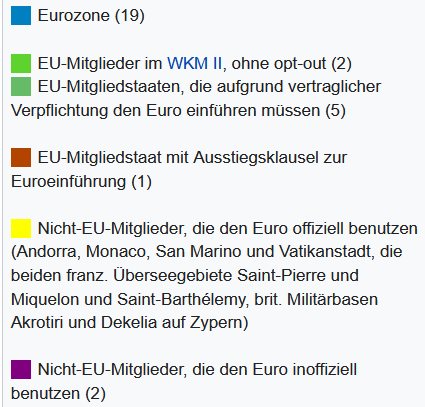 Eurozone (19)
EU-Mitglieder im WKM II, ohne opt-out (2)
EU-Mitgliedstaaten, die aufgrund vertraglicher
Verpflichtung den Euro einführen müssen (5)
EU-Mitgliedstaat mit Ausstiegsklausel zur
Euroeinführung (1)
Nicht-EU-Mitglieder, die den Euro offiziell benutzen
(Andorra, Monaco, San Marino und Vatikanstadt, die
beiden franz. Überseegebiete Saint-Pierre und
Miquelon und Saint-Barthélemy, brit. Militärbasen
Akrotiri und Dekelia auf Zypern)
Nicht-EU-Mitglieder, die den Euro inoffiziell
benutzen (2)